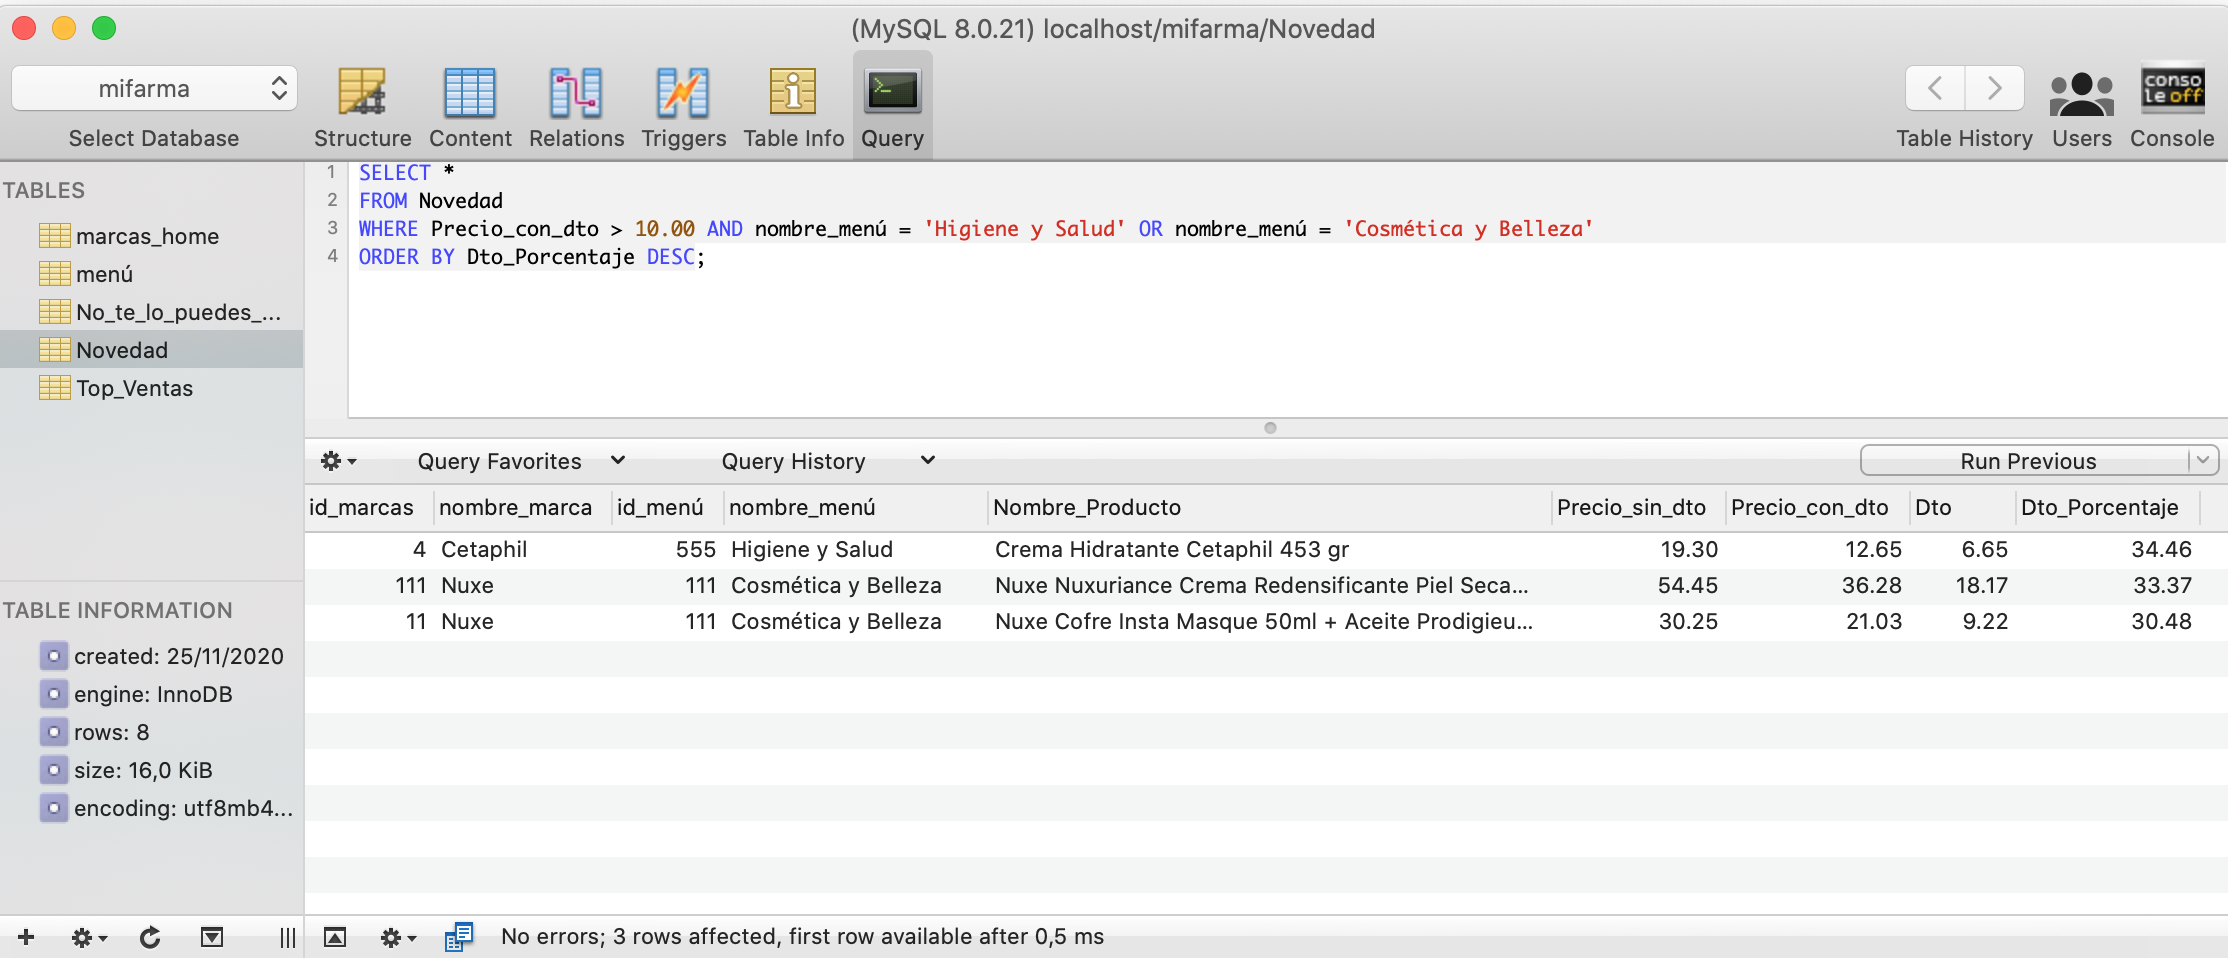 (MySQL 8.0.21) localhost/mifarma/Novedad
mifarma
Select Database
Structure
Content
Relations
Triggers
Table Info
Query
Table History
Users
conso
le off
Console
TABLES
marcas_home
menú
No_te_lo_puedes_...
Novedad
Top_Ventas
TABLE INFORMATION
created: 25/11/2020
engine: InnoDB
rows: 8
size: 16,0 KiB
encoding: utf8mb4...
1 SELECT *
2 FROM Novedad
3 WHERE Precio_con_dto > 10.00 AND nombre_menú = 'Higiene y Salud' OR nombre_menú = 'Cosmética y Belleza'
4 ORDER BY Dto_Porcentaje DESC;
Query Favorites Query History Run Previous
id_marcas nombre_marca id_menú nombre_menú Nombre_Producto Precio_sin_dto Precio_con_dto Dto Dto_Porcentaje
4 Cetaphil 555 Higiene y Salud Crema Hidratante Cetaphil 453 gr 19.30 12.65 6.65 34.46
111 Nuxe 111 Cosmética y Belleza Nuxe Nuxuriance Crema Redensificante Piel Seca... 54.45 36.28 18.17 33.37
11 Nuxe 111 Cosmética y Belleza Nuxe Cofre Insta Masque 50ml + Aceite Prodigieu... 30.25 21.03 9.22 30.48
No errors; 3 rows affected, first row available after 0,5 ms